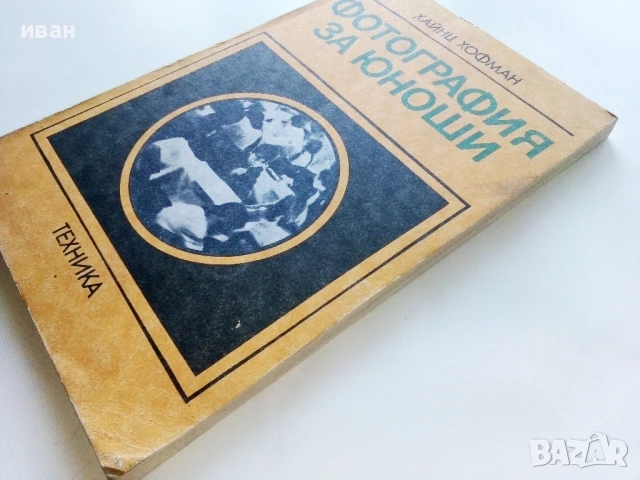 иван
ХАЙНЦ ХОФМАН
ФОТОГРАФИЯ
ЗА ЮНОШИ
ТЕХНИКА
BAZAR